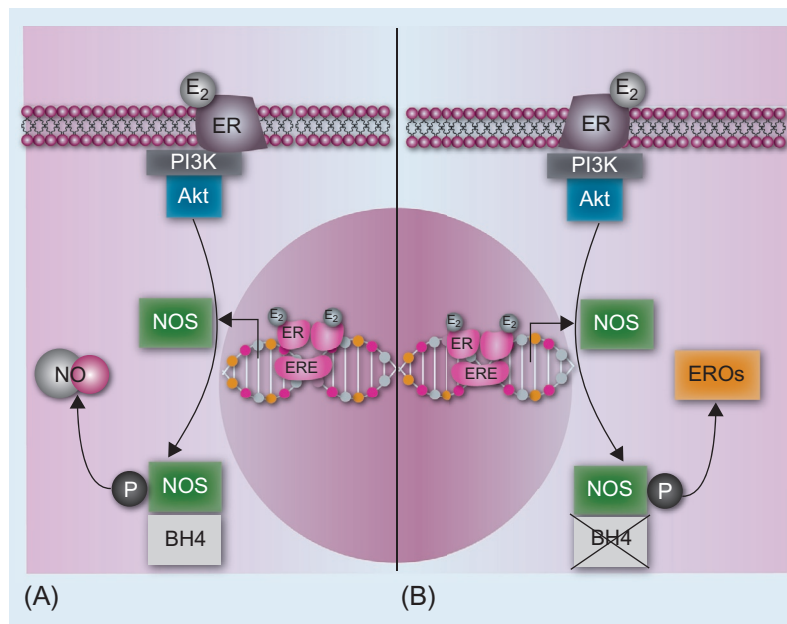 E2
ER
PI3K
Akt
NOS
E2
E2
ER
ERE
NO
P
NOS
BH4
(A)
E2
ER
PI3K
Akt
E2
E2
ER
ERE
NOS
EROs
NOS
P
BH4
(B)